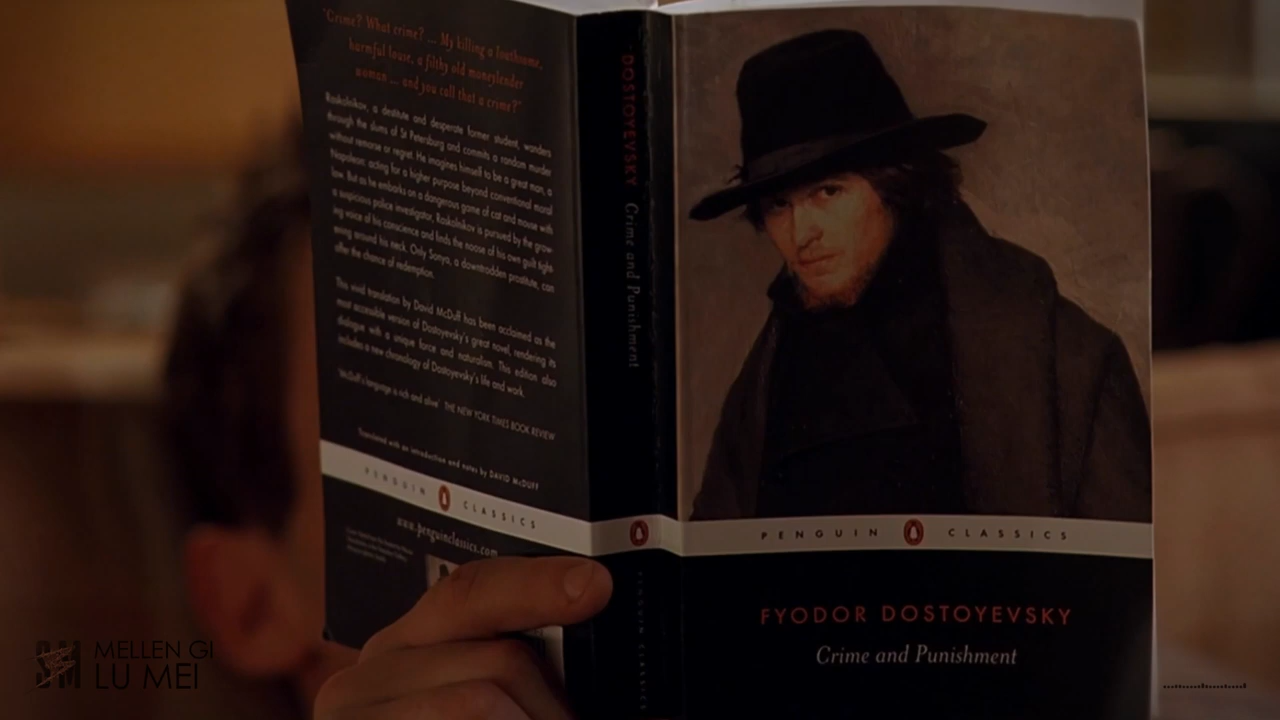 "Crime? What crime? ... My killing a loathsome,
harmful louse, a filthy old moneylender
woman ... and you call that a crime?"
Raskolnikov, a destitute and desperate former student, wanders
through the slums of St Petersburg and commits a random murder
without remorse or regret. He imagines himself to be a great man, a
Napoleon: acting for a higher purpose beyond conventional moral
law. But as he embarks on a dangerous game of cat and mouse with
a suspicious police investigator, Raskolnikov is pursued by the grow-
ing voice of his conscience and finds the noose of his own guilt tight-
ening around his neck. Only Sonya, a downtrodden prostitute, can
offer the chance of redemption.
This vivid translation by David McDuff has been acclaimed as the
most accessible version of Dostoyevsky's great novel, rendering its
dialogue with a unique force and naturalism. This edition also
includes a new chronology of Dostoyevsky's life and work.
'McDuff's language is rich and alive' THE NEW YORK TIMES BOOK REVIEW
Translated with an introduction and notes by DAVID McDUFF
PENGUIN CLASSICS
www.penguinclassics.com
DOSTOYEVSKY Crime and Punishment
PENGUIN CLASSICS
PENGUIN CLASSICS
FYODOR DOSTOYEVSKY
Crime and Punishment
SM
MELLEN GI
LU MEI